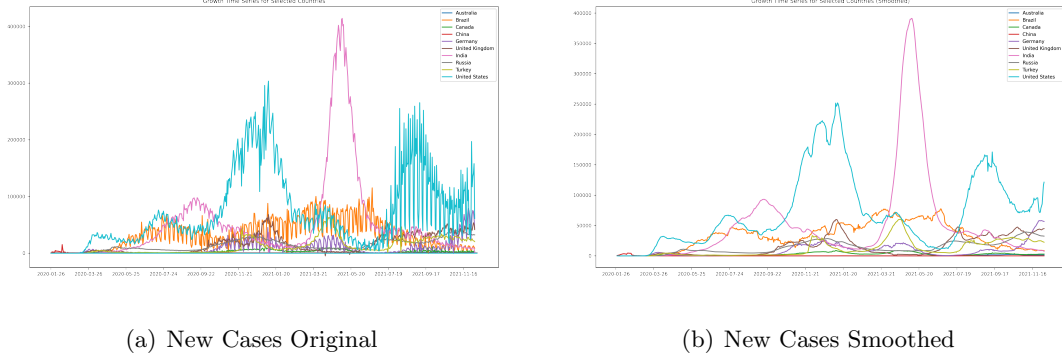 Growth Time Series for Selected Countries
400000
300000
200000
100000
0
Australia
Brazil
Canada
China
Germany
United Kingdom
India
Russia
Turkey
United States
2020-01-26 2020-03-26 2020-05-25 2020-07-24 2020-09-22 2020-11-21 2021-01-20 2021-03-21 2021-05-20 2021-07-19 2021-09-17 2021-11-16
(a) New Cases Original
Growth Time Series for Selected Countries (Smoothed)
400000
350000
300000
250000
200000
150000
100000
50000
0
Australia
Brazil
Canada
China
Germany
United Kingdom
India
Russia
Turkey
United States
2020-01-26 2020-03-26 2020-05-25 2020-07-24 2020-09-22 2020-11-21 2021-01-20 2021-03-21 2021-05-20 2021-07-19 2021-09-17 2021-11-16
(b) New Cases Smoothed